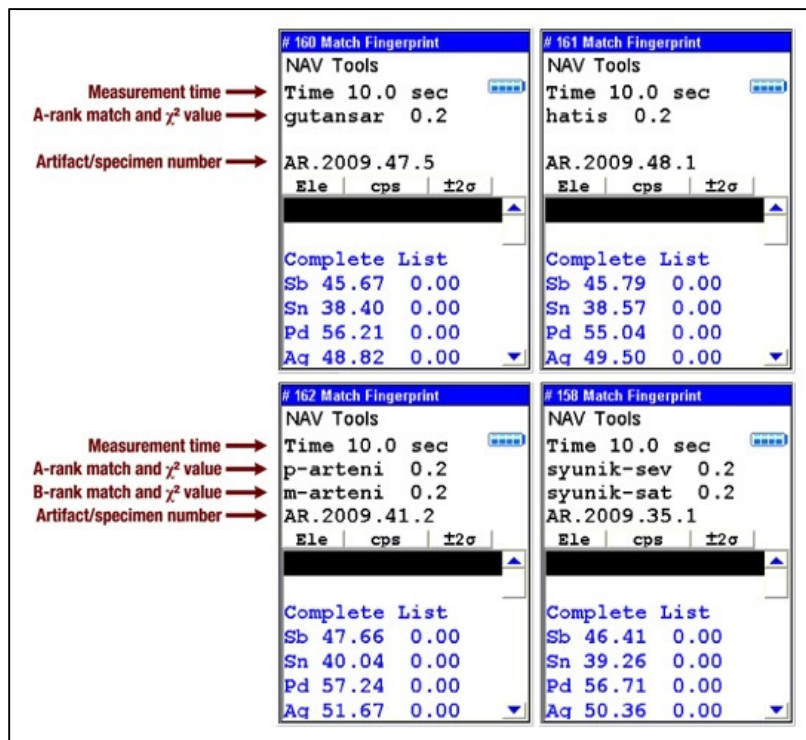 # 160 Match Fingerprint
NAV Tools
Measurement time
Time 10.0 sec
A-rank match and χ² value
gutansar 0.2
Artifact/specimen number
AR.2009.47.5
Ele cps ±2σ
Complete List
Sb 45.67 0.00
Sn 38.40 0.00
Pd 56.21 0.00
Ag 48.82 0.00
# 161 Match Fingerprint
NAV Tools
Time 10.0 sec
hatis 0.2
AR.2009.48.1
Ele cps ±2σ
Complete List
Sb 45.79 0.00
Sn 38.57 0.00
Pd 55.04 0.00
Ag 49.50 0.00
# 162 Match Fingerprint
NAV Tools
Measurement time
Time 10.0 sec
A-rank match and χ² value
p-arteni 0.2
B-rank match and χ² value
m-arteni 0.2
Artifact/specimen number
AR.2009.41.2
Ele cps ±2σ
Complete List
Sb 47.66 0.00
Sn 40.04 0.00
Pd 57.24 0.00
Ag 51.67 0.00
# 158 Match Fingerprint
NAV Tools
Time 10.0 sec
syunik-sev 0.2
syunik-sat 0.2
AR.2009.35.1
Ele cps ±2σ
Complete List
Sb 46.41 0.00
Sn 39.26 0.00
Pd 56.71 0.00
Ag 50.36 0.00